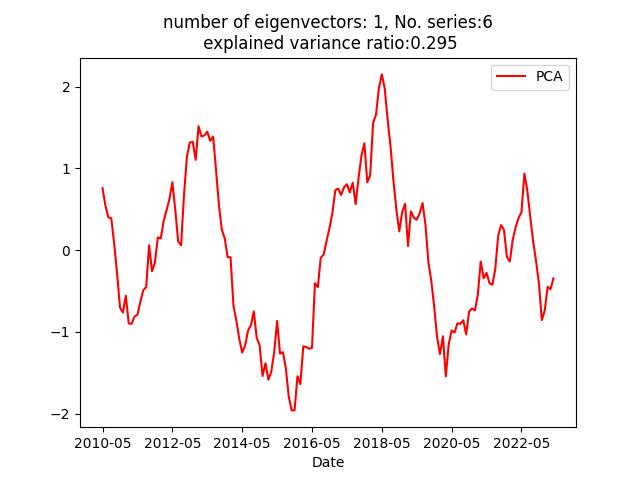 number of eigenvectors: 1, No. series:6
explained variance ratio:0.295
PCA
2
1
0
−1
−2
2010-05 2012-05 2014-05 2016-05 2018-05 2020-05 2022-05
Date